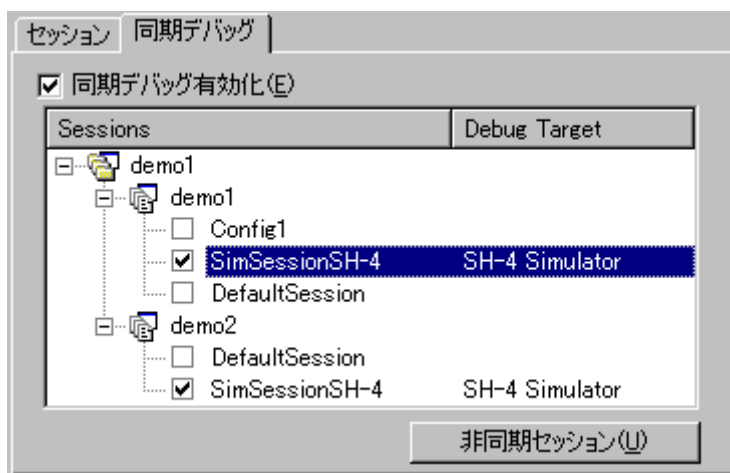 セッション 同期デバッグ
同期デバッグ有効化(E)
Sessions Debug Target
demo1
demo1
Config1
SimSessionSH-4 SH-4 Simulator
DefaultSession
demo2
DefaultSession
SimSessionSH-4 SH-4 Simulator
非同期セッション(U)